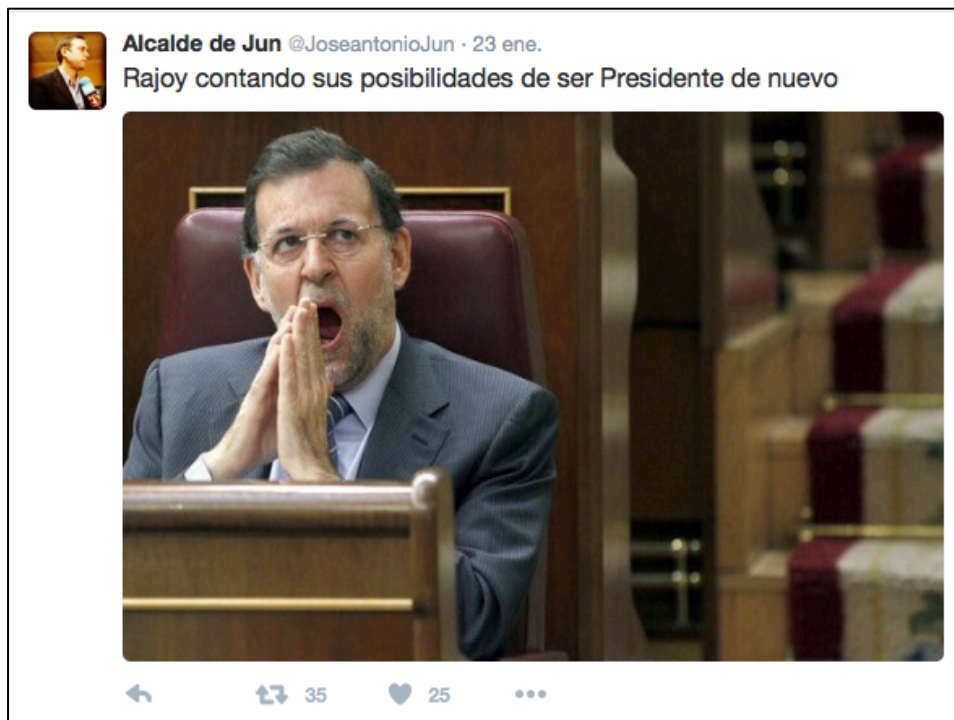 Alcalde de Jun @JoseantonioJun · 23 ene.
Rajoy contando sus posibilidades de ser Presidente de nuevo
35 25